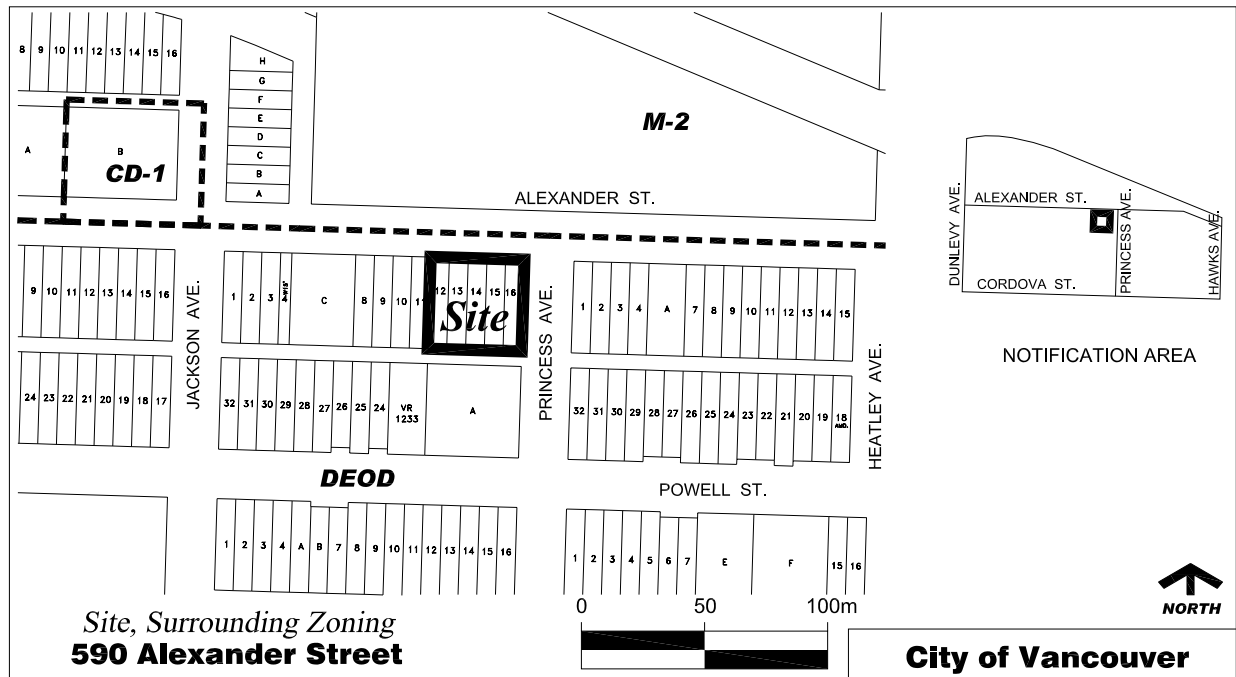 8 9 10 11 12 13 14 15 16
H
G
F
E
D
C
B
A
M-2
A
B
CD-1
ALEXANDER ST.
9 10 11 12 13 14 15 16
JACKSON AVE.
1 2 3
C
B 9 10 11 12 13 14 15 16
Site
PRINCESS AVE.
1 2 3 4 A 7 8 9 10 11 12 13 14 15
HEATLEY AVE.
24 23 22 21 20 19 18 17
32 31 30 29 28 27 26 25 24 VR
1233
A
32 31 30 29 28 27 26 25 24 23 22 21 20 19 18
AMD.
DEOD
POWELL ST.
1 2 3 4 A B 7 8 9 10 11 12 13 14 15 16
1 2 3 4 5 6 7 E F 15 16
ALEXANDER ST.
DUNLEVY AVE.
PRINCESS AVE.
HAWKS AVE.
CORDOVA ST.
NOTIFICATION AREA
0 50 100m
NORTH
Site, Surrounding Zoning
590 Alexander Street
City of Vancouver